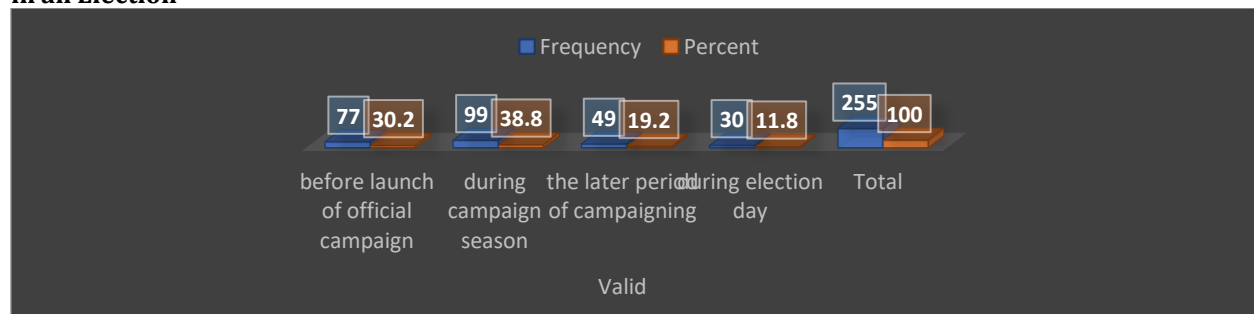 in an Election
Frequency Percent
77 30.2 99 38.8 49 19.2 30 11.8 255 100
before launch of official campaign
during campaign season
the later period of campaigning
during election day
Total
Valid